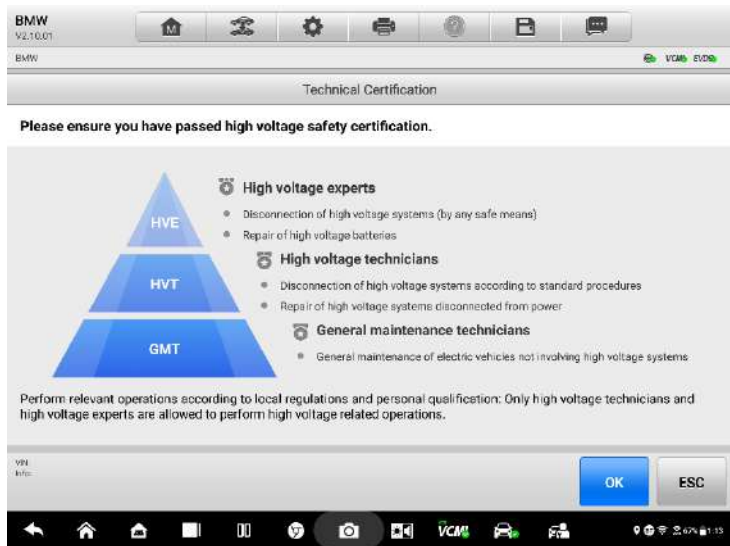 BMW
V2.10.01
M
BMW
VCMI EVDB
Technical Certification
Please ensure you have passed high voltage safety certification.
High voltage experts
HVE
Disconnection of high voltage systems (by any safe means)
Repair of high voltage batteries
High voltage technicians
HVT
Disconnection of high voltage systems according to standard procedures
Repair of high voltage systems disconnected from power
General maintenance technicians
GMT
General maintenance of electric vehicles not involving high voltage systems
Perform relevant operations according to local regulations and personal qualification: Only high voltage technicians and
high voltage experts are allowed to perform high voltage related operations.
VIN
Infor.
OK
ESC
VCMI
67% 1:13